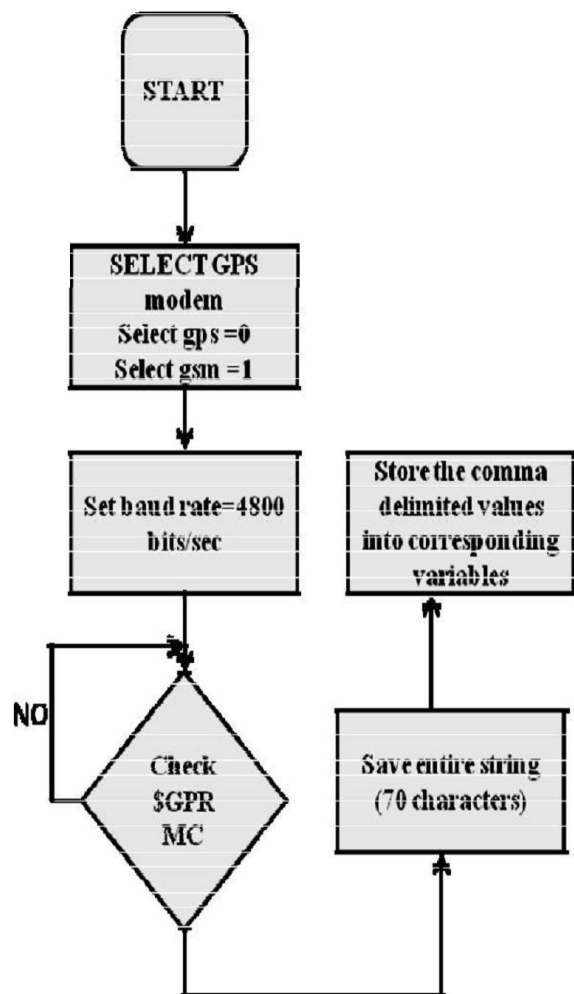 START
SELECT GPS
modem
Select gps =0
Select gsm =1
Set baud rate=4800
bits/sec
NO
Check
$GPR
MC
Save entire string
(70 characters)
Store the comma
delimited values
into corresponding
variables